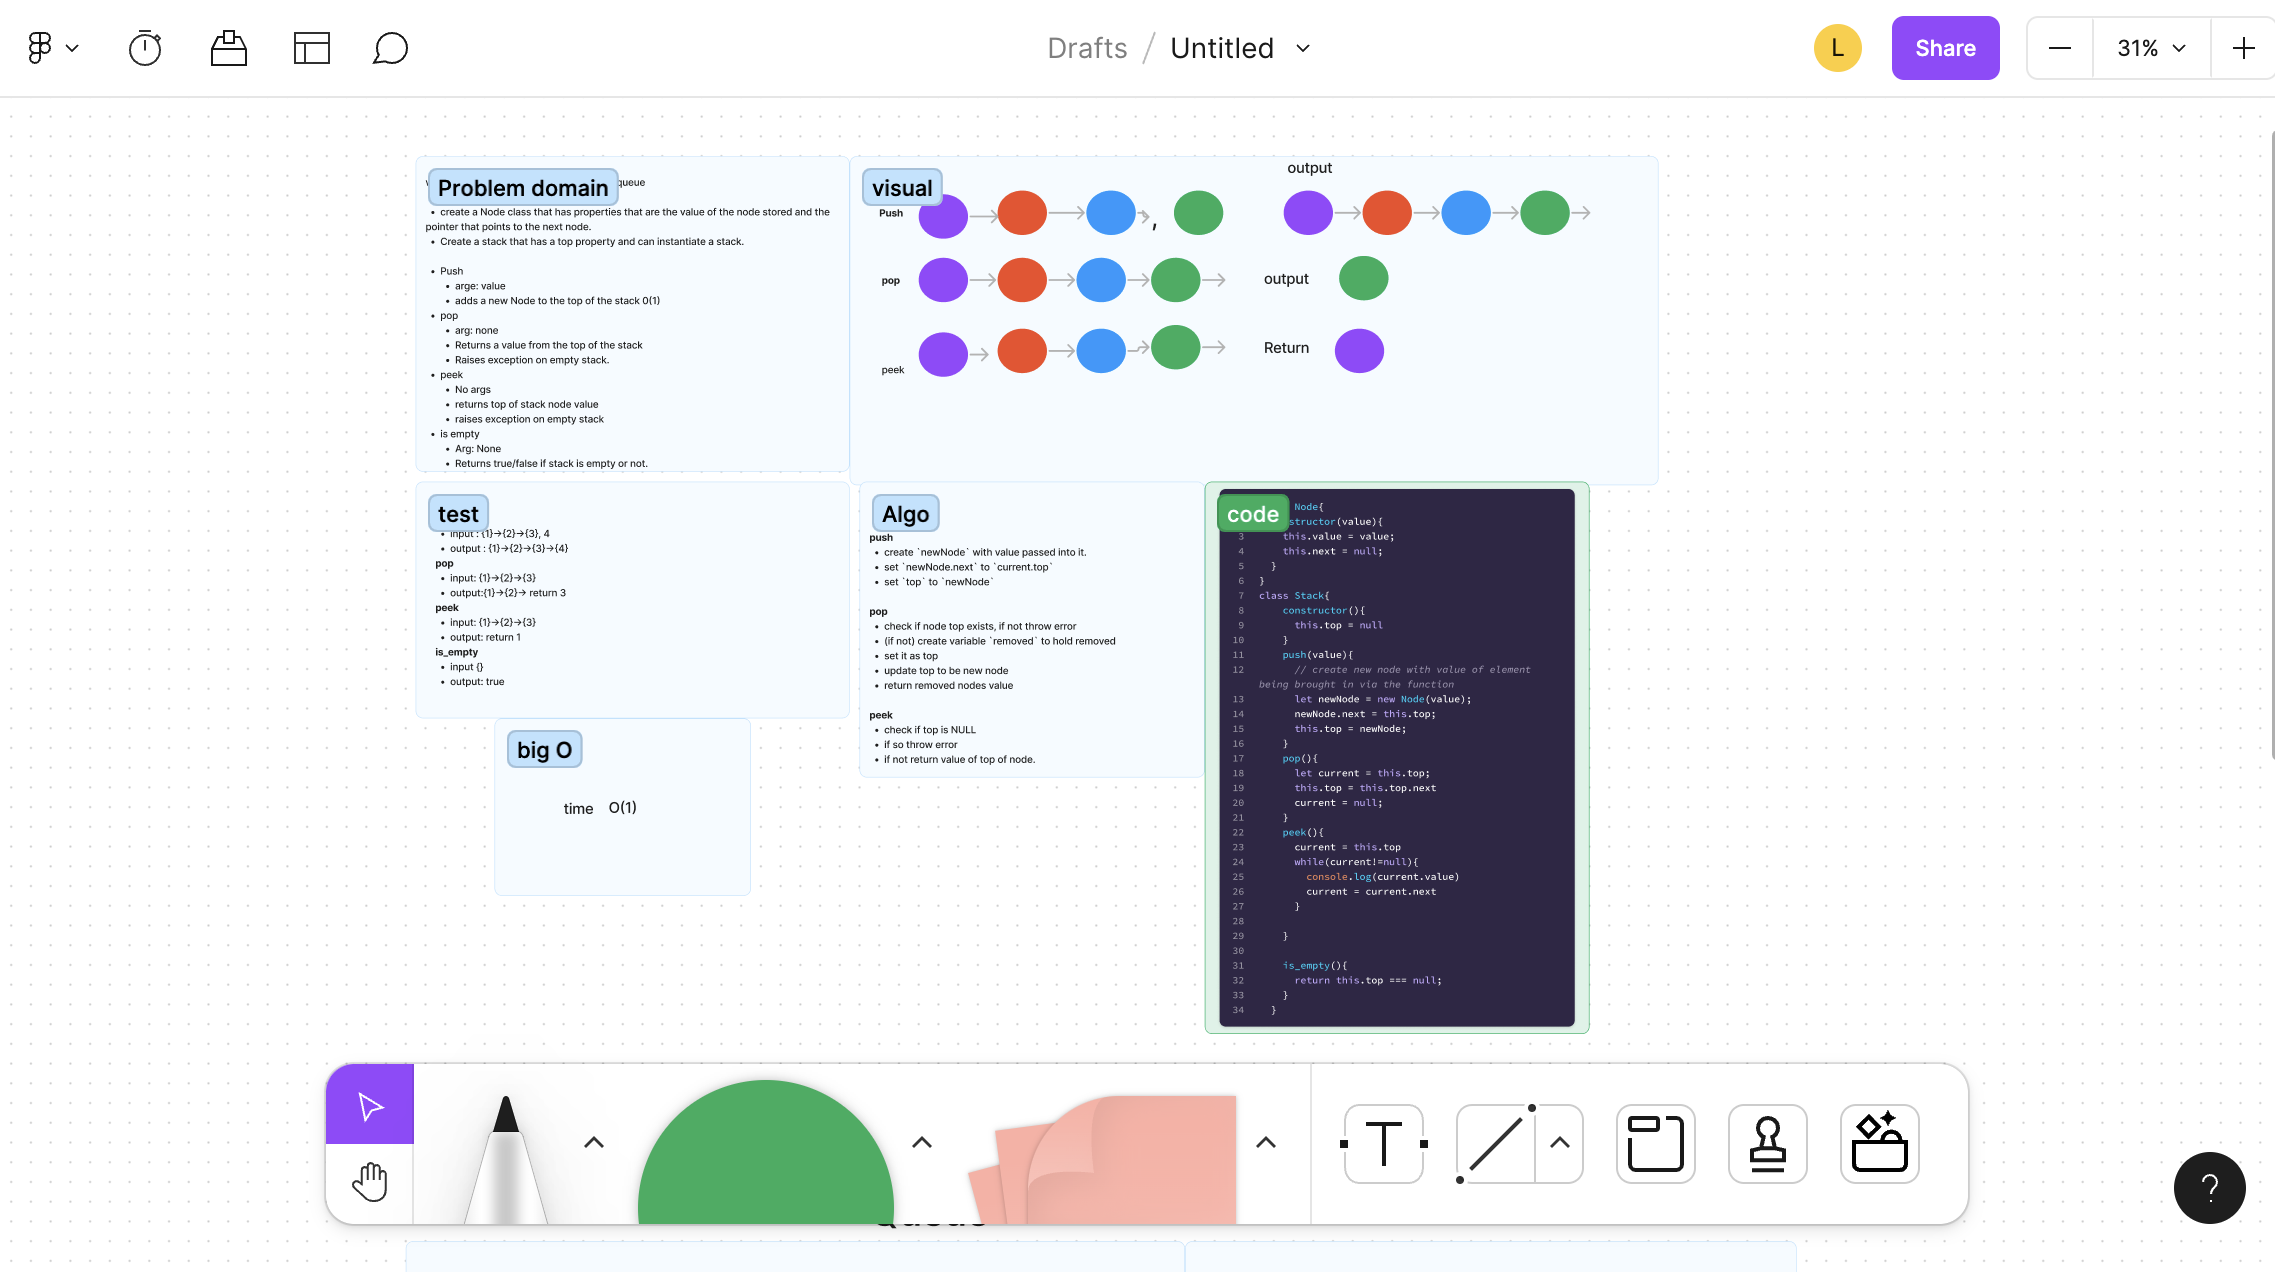 Drafts / Untitled
L
Share
31%
Problem domain
queue
• create a Node class that has properties that are the value of the node stored and the
pointer that points to the next node.
• Create a stack that has a top property and can instantiate a stack.
• Push
• arge: value
• adds a new Node to the top of the stack 0(1)
• pop
• arg: none
• Returns a value from the top of the stack
• Raises exception on empty stack.
• peek
• No args
• returns top of stack node value
• raises exception on empty stack
• is empty
• Arg: None
• Returns true/false if stack is empty or not.
visual
output
Push
,
pop
output
peek
Return
test
• input : {1}->{2}->{3}, 4
• output : {1}->{2}->{3}->{4}
pop
• input: {1}->{2}->{3}
• output:{1}->{2}-> return 3
peek
• input: {1}->{2}->{3}
• output: return 1
is_empty
• input {}
• output: true
big O
time O(1)
Algo
push
• create `newNode` with value passed into it.
• set `newNode.next` to `current.top`
• set `top` to `newNode`
pop
• check if node top exists, if not throw error
• (if not) create variable `removed` to hold removed
• set it as top
• update top to be new node
• return removed nodes value
peek
• check if top is NULL
• if so throw error
• if not return value of top of node.
code
Node{
structor(value){
3 this.value = value;
4 this.next = null;
5 }
6 }
7 class Stack{
8 constructor(){
9 this.top = null
10 }
11 push(value){
12 // create new node with value of element
being brought in via the function
13 let newNode = new Node(value);
14 newNode.next = this.top;
15 this.top = newNode;
16 }
17 pop(){
18 let current = this.top;
19 this.top = this.top.next
20 current = null;
21 }
22 peek(){
23 current = this.top
24 while(current!=null){
25 console.log(current.value)
26 current = current.next
27 }
28
29 }
30
31 is_empty(){
32 return this.top === null;
33 }
34 }
T
?